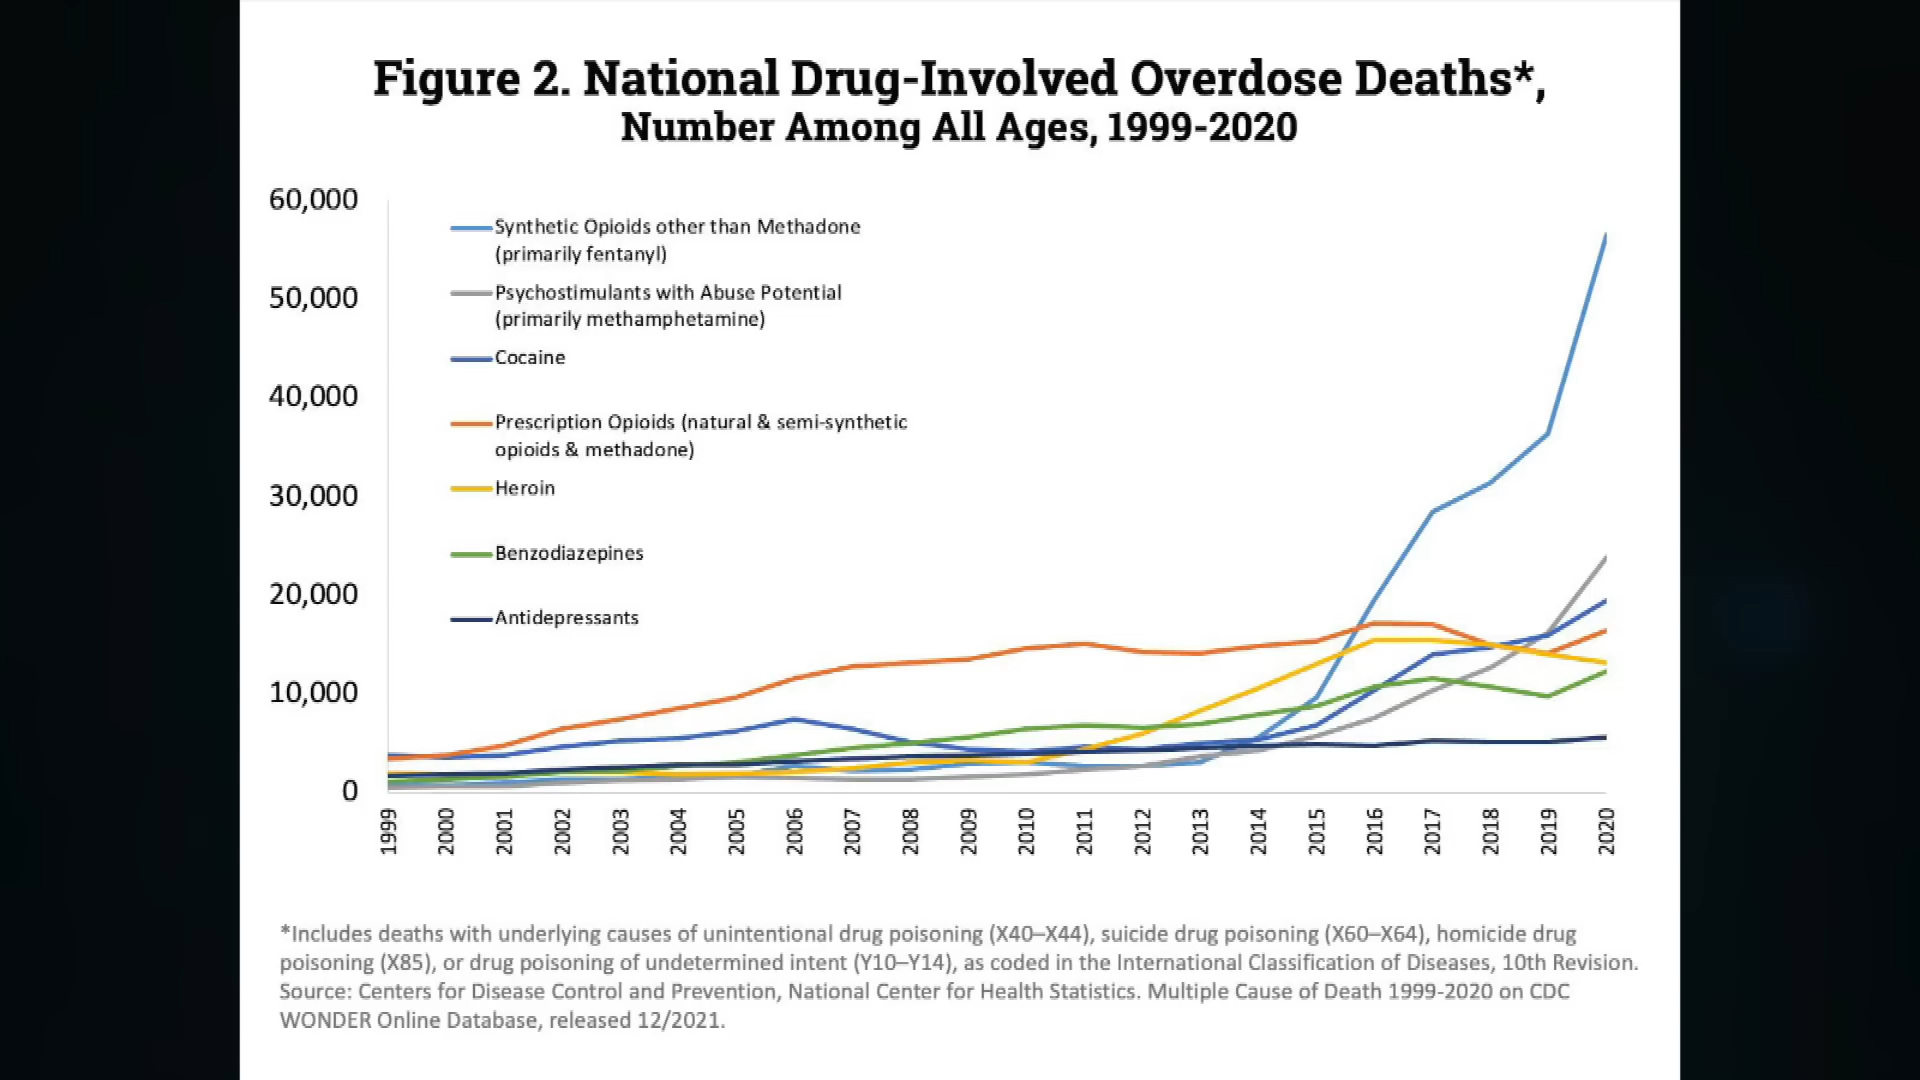 Figure 2. National Drug-Involved Overdose Deaths*,
Number Among All Ages, 1999-2020
60,000
50,000
40,000
30,000
20,000
10,000
0
Synthetic Opioids other than Methadone
(primarily fentanyl)
Psychostimulants with Abuse Potential
(primarily methamphetamine)
Cocaine
Prescription Opioids (natural & semi-synthetic
opioids & methadone)
Heroin
Benzodiazepines
Antidepressants
1999
2000
2001
2002
2003
2004
2005
2006
2007
2008
2009
2010
2011
2012
2013
2014
2015
2016
2017
2018
2019
2020
*Includes deaths with underlying causes of unintentional drug poisoning (X40–X44), suicide drug poisoning (X60–X64), homicide drug
poisoning (X85), or drug poisoning of undetermined intent (Y10–Y14), as coded in the International Classification of Diseases, 10th Revision.
Source: Centers for Disease Control and Prevention, National Center for Health Statistics. Multiple Cause of Death 1999-2020 on CDC
WONDER Online Database, released 12/2021.